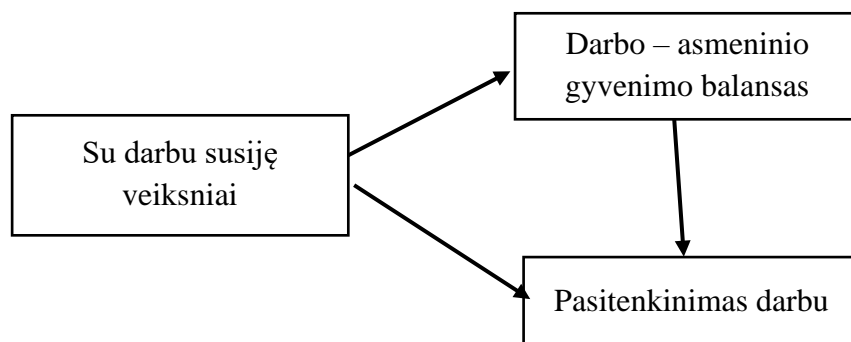 Darbo – asmeninio
gyvenimo balansas
Su darbu susiję
veiksniai
Pasitenkinimas darbu